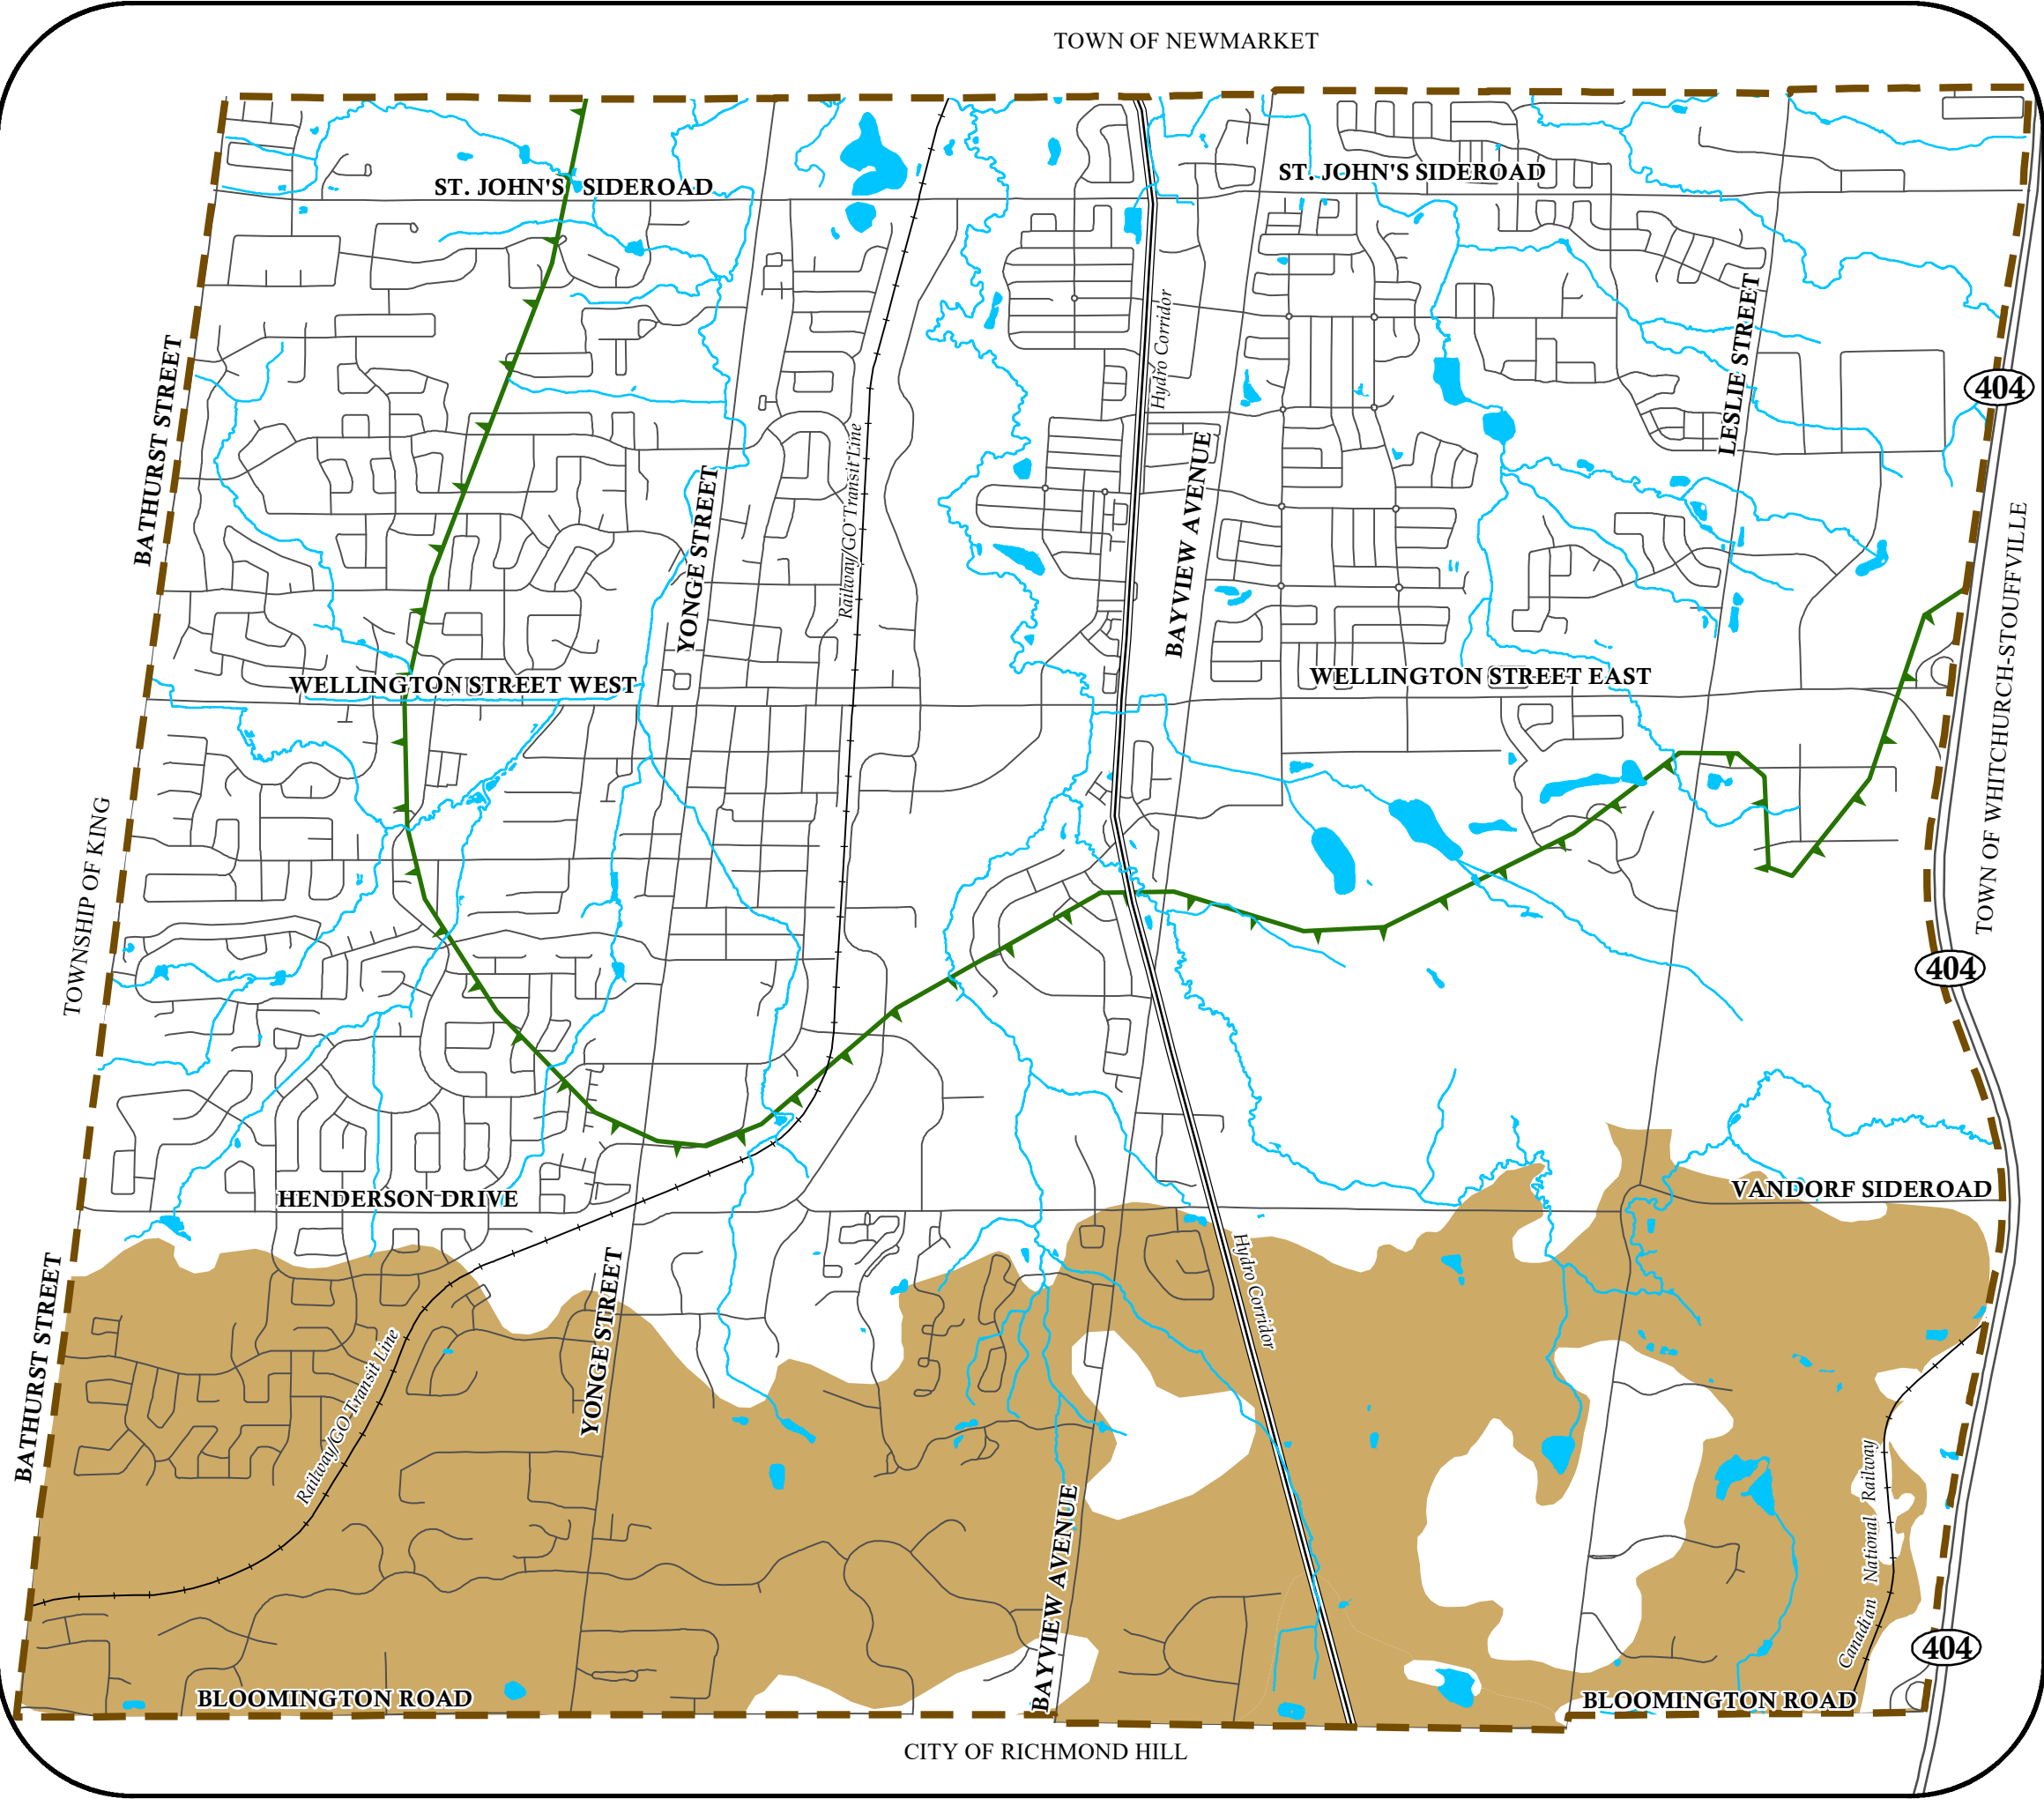 TOWN OF NEWMARKET
ST. JOHN'S SIDEROAD
ST. JOHN'S SIDEROAD
Hydro Corridor
LESLIE STREET
BATHURST STREET
404
Railway/GO Transit Line
YONGE STREET
BAYVIEW AVENUE
TOWN OF WHITCHURCH-STOUFFVILLE
WELLINGTON STREET WEST
WELLINGTON STREET EAST
TOWNSHIP OF KING
404
HENDERSON DRIVE
VANDORF SIDEROAD
Hydro Corridor
BATHURST STREET
YONGE STREET
Railway/GO Transit Line
BAYVIEW AVENUE
Canadian National Railway
404
BLOOMINGTON ROAD
BLOOMINGTON ROAD
CITY OF RICHMOND HILL